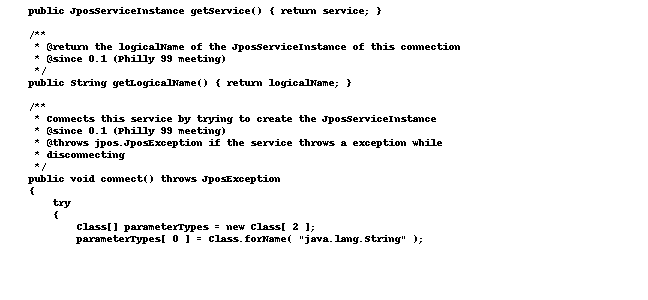 public JposServiceInstance getService() { return service; }
/**
* @return the logicalName of the JposServiceInstance of this connection
* @since 0.1 (Philly 99 meeting)
*/
public String getLogicalName() { return logicalName; }
/**
* Connects this service by trying to create the JposServiceInstance
* @since 0.1 (Philly 99 meeting)
* @throws jpos.JposException if the service throws a exception while
* disconnecting
*/
public void connect() throws JposException
{
try
{
Class[] parameterTypes = new Class[ 2 ];
parameterTypes[ 0 ] = Class.forName( "java.lang.String" );